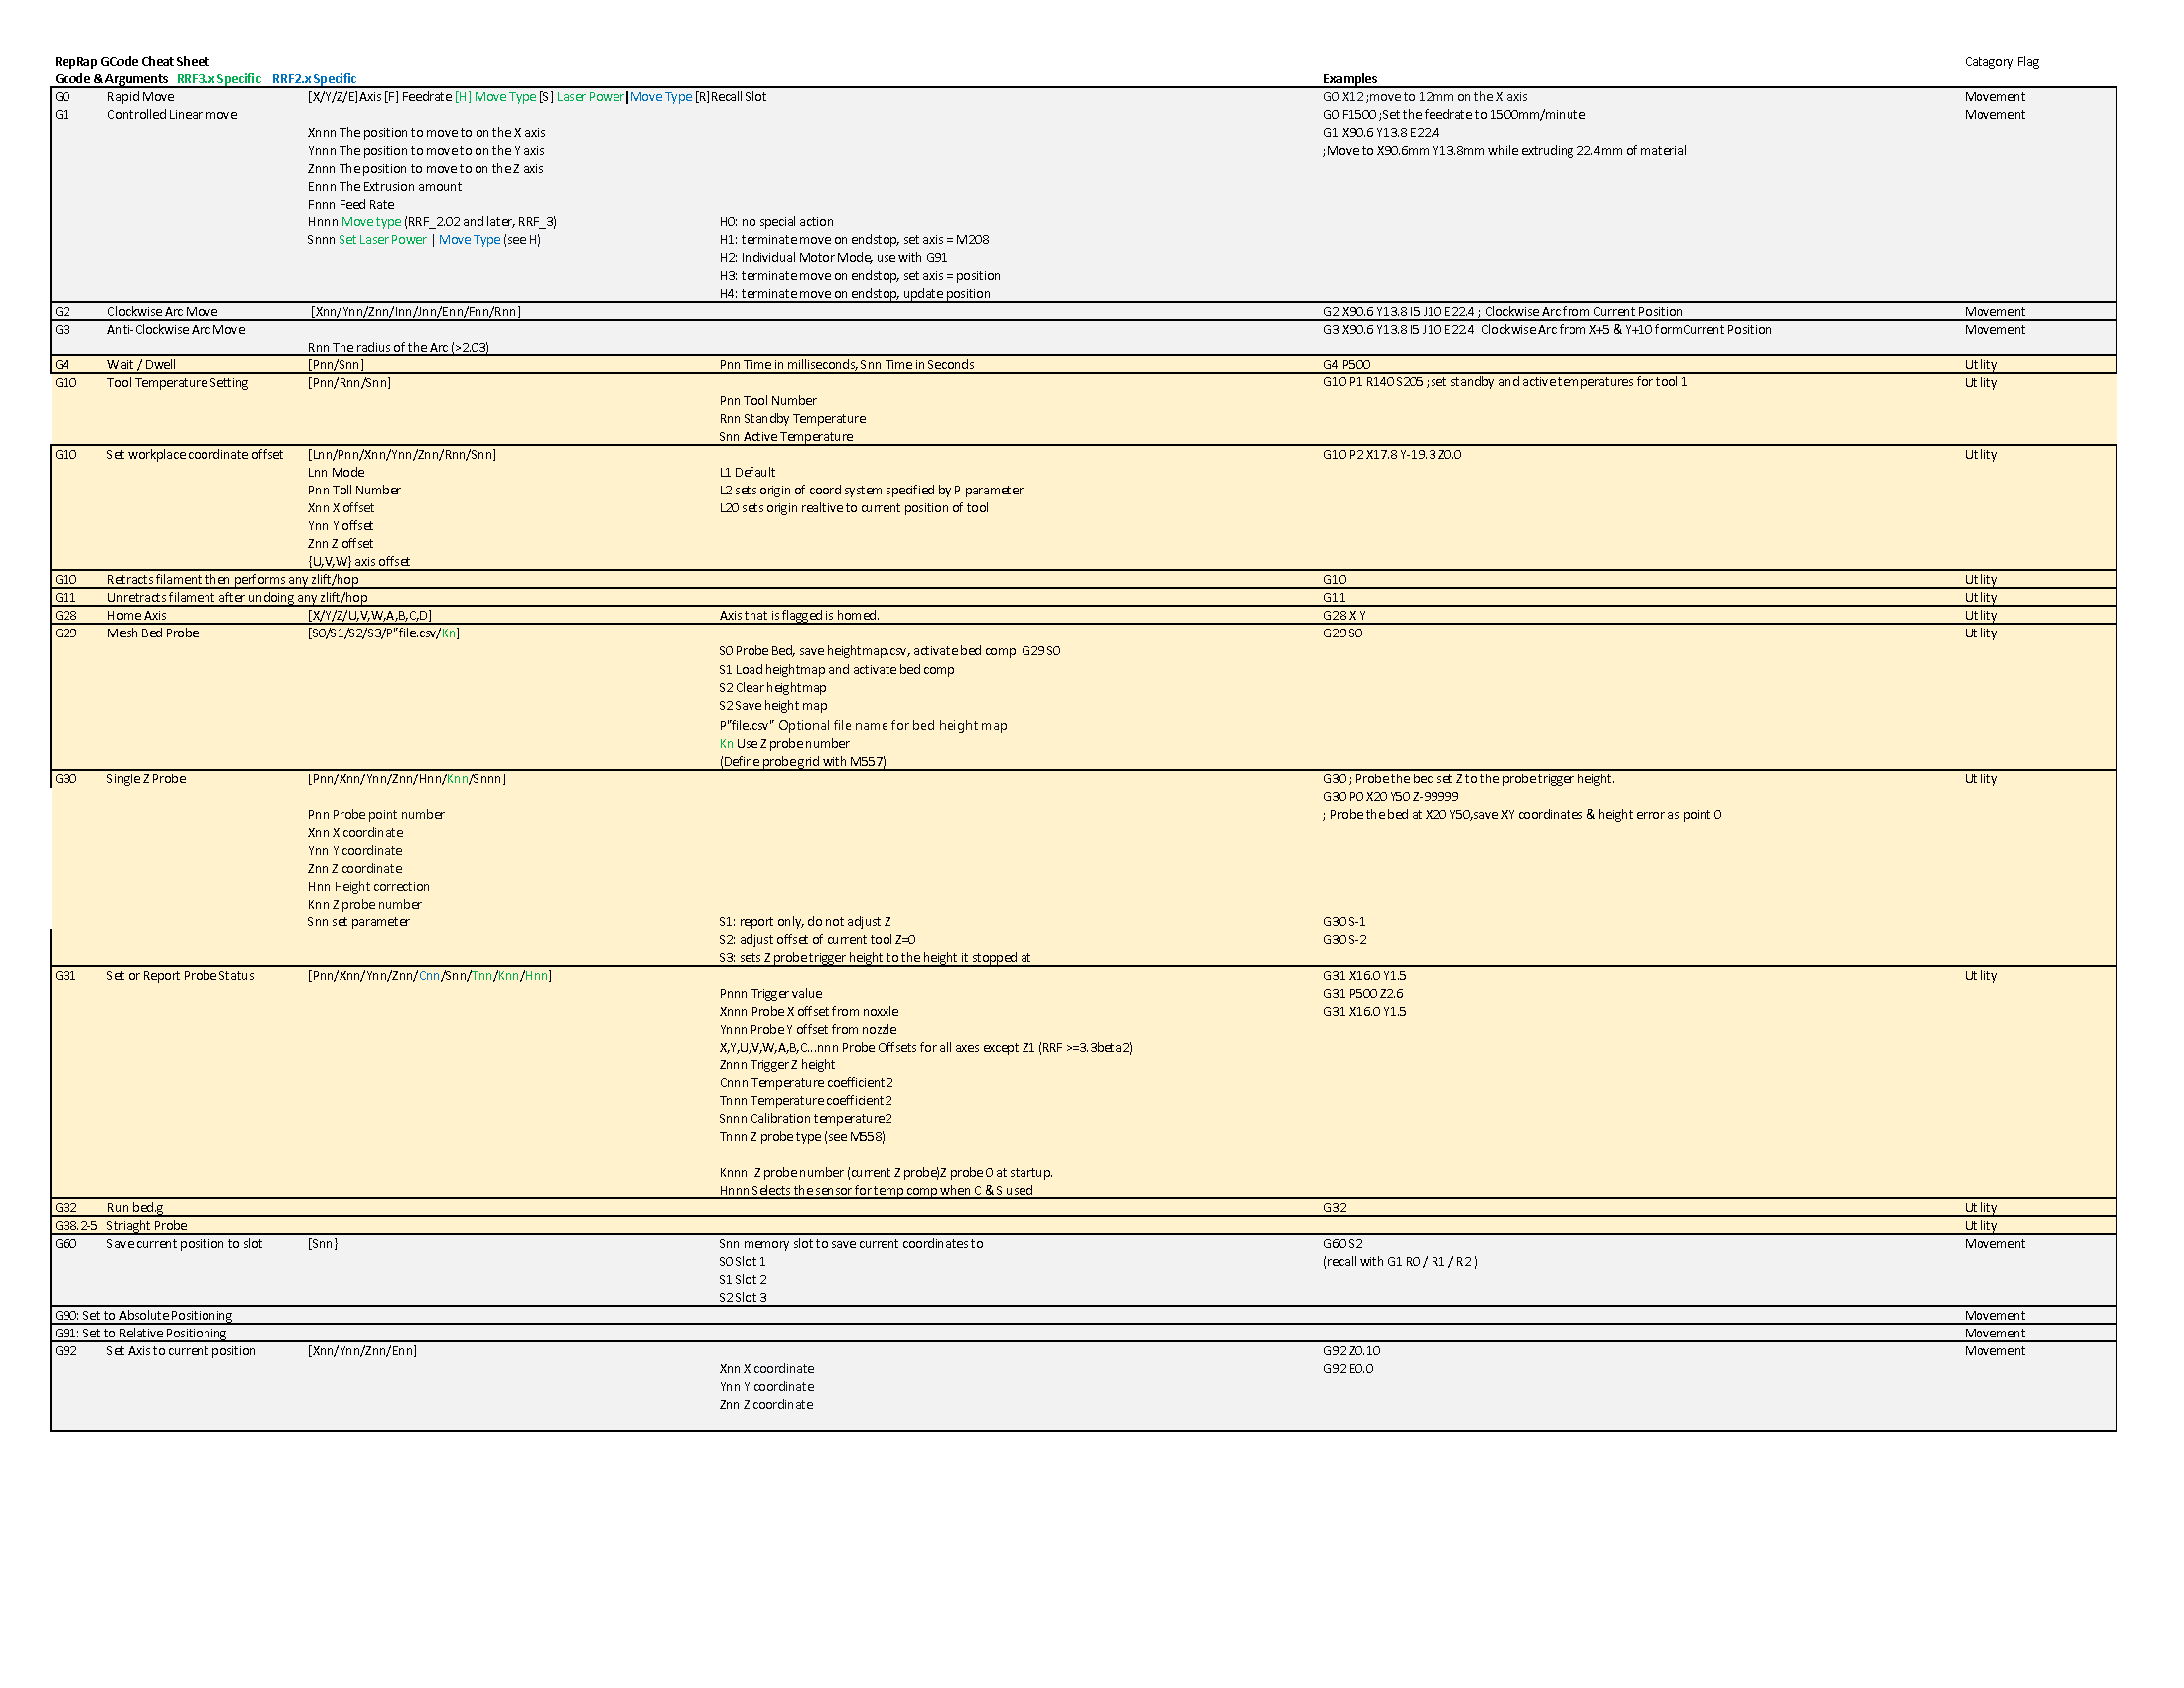 RepRap GCode Cheat Sheet Catagory Flag
Gcode & Arguments RRF3.x Specific RRF2.x Specific Examples
G0 Rapid Move [X/Y/Z/E]Axis [F] Feedrate [H] Move Type [S] Laser Power|Move Type [R]Recall Slot G0 X12 ;move to 12mm on the X axis Movement
G1 Controlled Linear move G0 F1500 ;Set the feedrate to 1500mm/minute Movement
Xnnn The position to move to on the X axis G1 X90.6 Y13.8 E22.4
Ynnn The position to move to on the Y axis ;Move to X90.6mm Y13.8mm while extruding 22.4mm of material
Znnn The position to move to on the Z axis
Ennn The Extrusion amount
Fnnn Feed Rate
Hnnn Move type (RRF_2.02 and later, RRF_3) H0: no special action
Snnn Set Laser Power | Move Type (see H) H1: terminate move on endstop, set axis = M208
H2: Individual Motor Mode, use with G91
H3: terminate move on endstop, set axis = position
H4: terminate move on endstop, update position
G2 Clockwise Arc Move [Xnn/Ynn/Znn/Inn/Jnn/Enn/Fnn/Rnn] G2 X90.6 Y13.8 I5 J10 E22.4 ; Clockwise Arc from Current Position Movement
G3 Anti-Clockwise Arc Move G3 X90.6 Y13.8 I5 J10 E22.4 Clockwise Arc from X+5 & Y+10 formCurrent Position Movement
Rnn The radius of the Arc (>2.03)
G4 Wait / Dwell [Pnn/Snn] Pnn Time in milliseconds, Snn Time in Seconds G4 P500 Utility
G10 Tool Temperature Setting [Pnn/Rnn/Snn] G10 P1 R140 S205 ;set standby and active temperatures for tool 1 Utility
Pnn Tool Number
Rnn Standby Temperature
Snn Active Temperature
G10 Set workplace coordinate offset [Lnn/Pnn/Xnn/Ynn/Znn/Rnn/Snn] G10 P2 X17.8 Y-19.3 Z0.0 Utility
Lnn Mode L1 Default
Pnn Toll Number L2 sets origin of coord system specified by P parameter
Xnn X offset L20 sets origin realtive to current position of tool
Ynn Y offset
Znn Z offset
{U,V,W} axis offset
G10 Retracts filament then performs any zlift/hop G10 Utility
G11 Unretracts filament after undoing any zlift/hop G11 Utility
G28 Home Axis [X/Y/Z/U,V,W,A,B,C,D] Axis that is flagged is homed. G28 X Y Utility
G29 Mesh Bed Probe [S0/S1/S2/S3/P"file.csv/Kn] G29 S0 Utility
S0 Probe Bed, save heightmap.csv, activate bed comp G29 S0
S1 Load heightmap and activate bed comp
S2 Clear heightmap
S2 Save height map
P"file.csv" Optional file name for bed height map
Kn Use Z probe number
(Define probe grid with M557)
G30 Single Z Probe [Pnn/Xnn/Ynn/Znn/Hnn/Knn/Snnn] G30 ; Probe the bed set Z to the probe trigger height. Utility
G30 P0 X20 Y50 Z-99999
Pnn Probe point number ; Probe the bed at X20 Y50,save XY coordinates & height error as point 0
Xnn X coordinate
Ynn Y coordinate
Znn Z coordinate
Hnn Height correction
Knn Z probe number
Snn set parameter S1: report only, do not adjust Z G30 S-1
S2: adjust offset of current tool Z=0 G30 S-2
S3: sets Z probe trigger height to the height it stopped at
G31 Set or Report Probe Status [Pnn/Xnn/Ynn/Znn/Cnn/Snn/Tnn/Knn/Hnn] G31 X16.0 Y1.5 Utility
Pnnn Trigger value G31 P500 Z2.6
Xnnn Probe X offset from noxxle G31 X16.0 Y1.5
Ynnn Probe Y offset from nozzle
X,Y,U,V,W,A,B,C...nnn Probe Offsets for all axes except Z1 (RRF >=3.3beta2)
Znnn Trigger Z height
Cnnn Temperature coefficient2
Tnnn Temperature coefficient2
Snnn Calibration temperature2
Tnnn Z probe type (see M558)
Knnn Z probe number (current Z probe)Z probe 0 at startup.
Hnnn Selects the sensor for temp comp when C & S used
G32 Run bed.g G32 Utility
G38.2-5 Striaght Probe Utility
G60 Save current position to slot [Snn} Snn memory slot to save current coordinates to G60 S2 Movement
S0 Slot 1 (recall with G1 R0 / R1 / R2 )
S1 Slot 2
S2 Slot 3
G90: Set to Absolute Positioning Movement
G91: Set to Relative Positioning Movement
G92 Set Axis to current position [Xnn/Ynn/Znn/Enn] G92 Z0.10 Movement
Xnn X coordinate G92 E0.0
Ynn Y coordinate
Znn Z coordinate